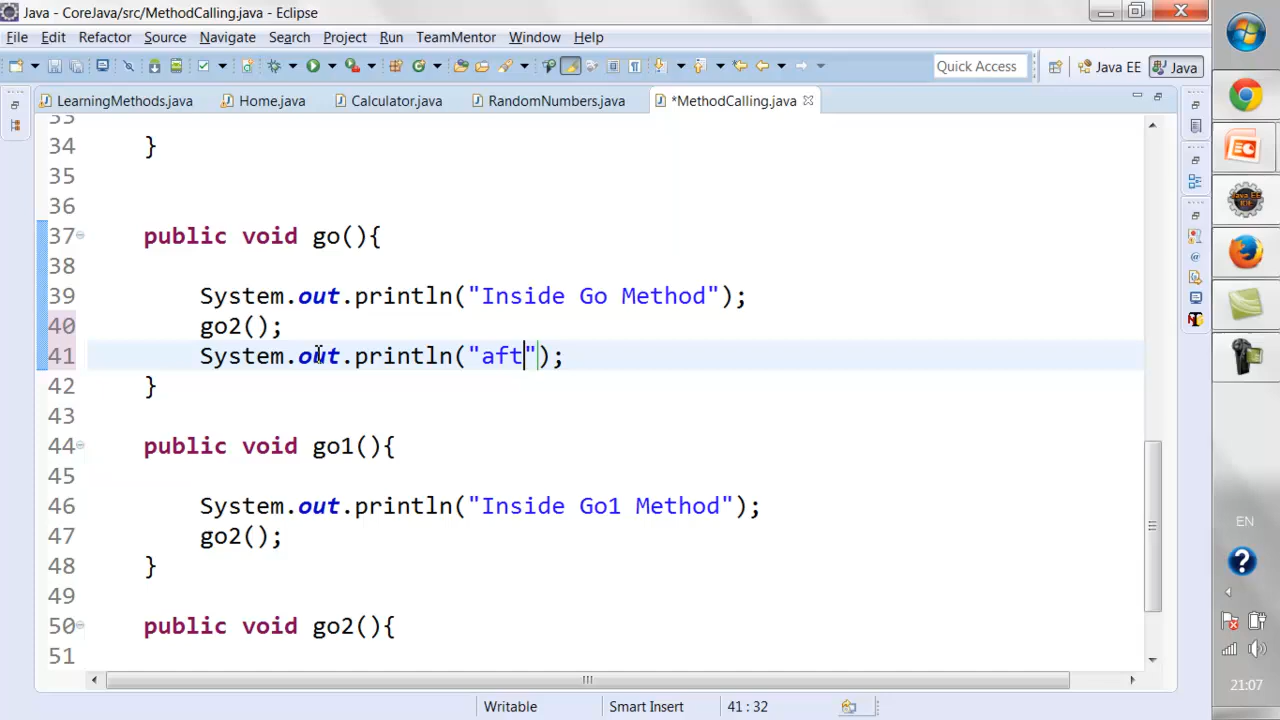 Java - CoreJava/src/MethodCalling.java - Eclipse
File Edit Refactor Source Navigate Search Project Run TeamMentor Window Help
Quick Access Java EE Java
LearningMethods.java Home.java Calculator.java RandomNumbers.java *MethodCalling.java
33
34 }
35
36
37 public void go(){
38
39 System.out.println("Inside Go Method");
40 go2();
41 System.out.println("aft");
42 }
43
44 public void go1(){
45
46 System.out.println("Inside Go1 Method");
47 go2();
48 }
49
50 public void go2(){
51
Writable Smart Insert 41 : 32
EN
21:07